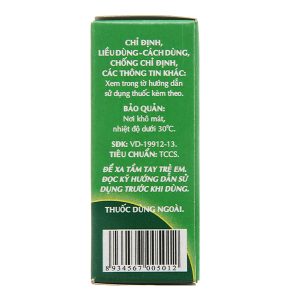 CHỈ ĐỊNH,
LIỀU DÙNG - CÁCH DÙNG,
CHỐNG CHỈ ĐỊNH,
CÁC THÔNG TIN KHÁC:
Xem trong tờ hướng dẫn
sử dụng thuốc kèm theo.
BẢO QUẢN:
Nơi khô mát,
nhiệt độ dưới 30°C.
SĐK: VD-19912-13.
TIÊU CHUẨN: TCCS.
ĐỂ XA TẦM TAY TRẺ EM,
ĐỌC KỸ HƯỚNG DẪN SỬ
DỤNG TRƯỚC KHI DÙNG.
THUỐC DÙNG NGOÀI.
8 934567 005012